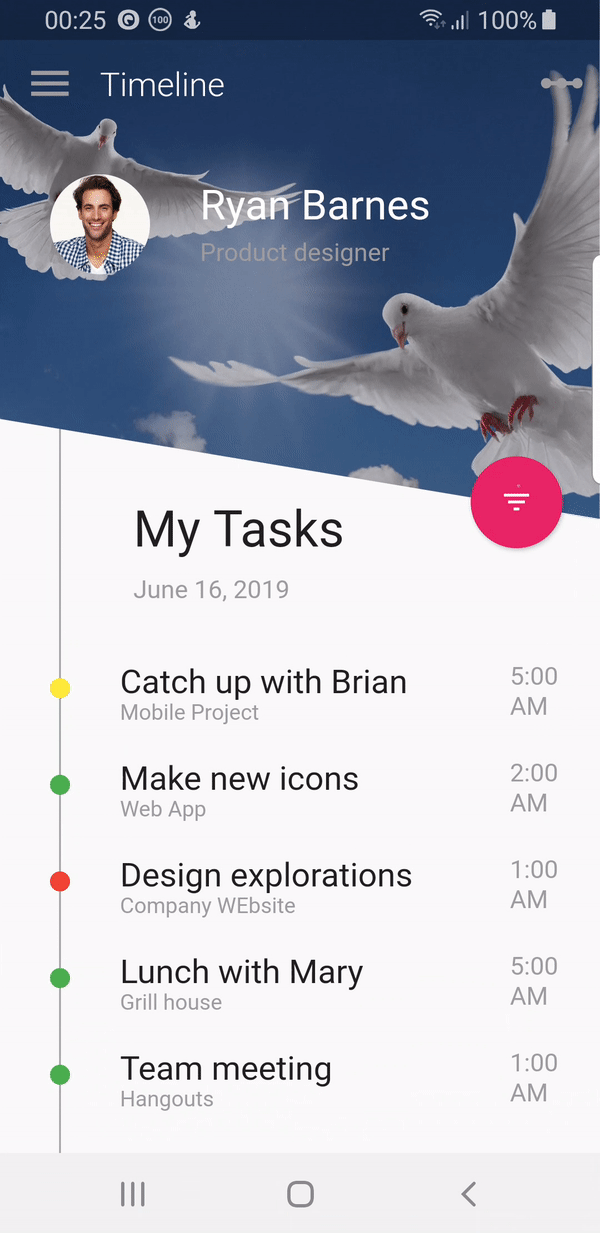 00:25 100 100%
Timeline
Ryan Barnes
Product designer
My Tasks
June 16, 2019
Catch up with Brian 5:00
Mobile Project AM
Make new icons 2:00
Web App AM
Design explorations 1:00
Company WEbsite AM
Lunch with Mary 5:00
Grill house AM
Team meeting 1:00
Hangouts AM